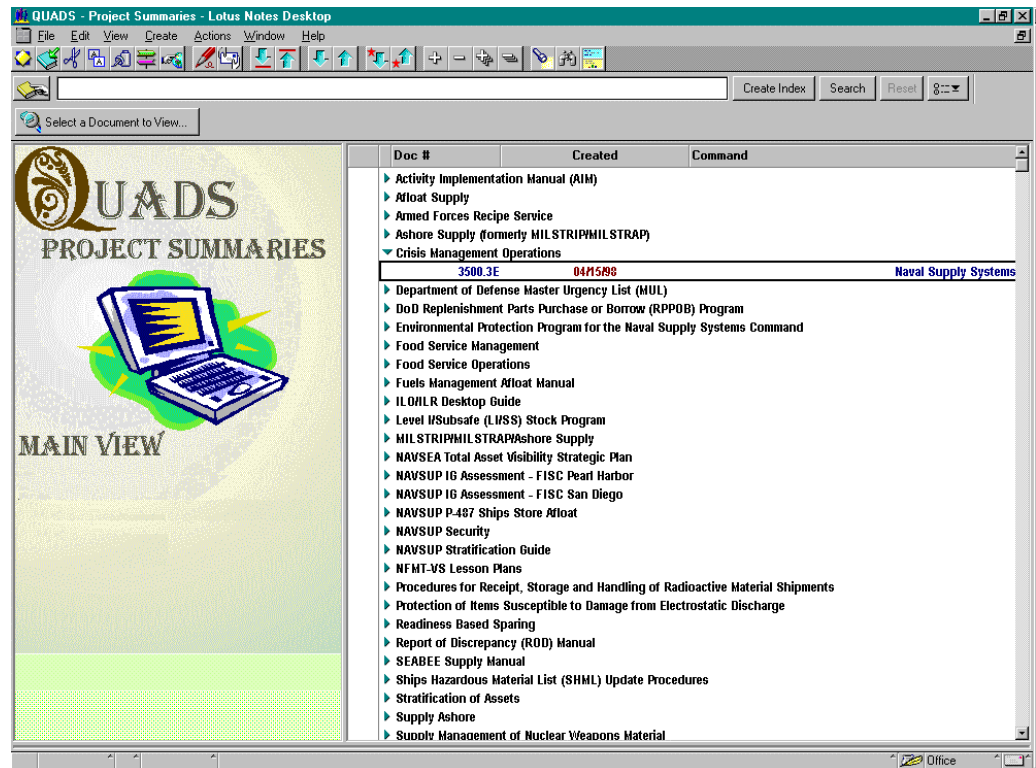 QUADS - Project Summaries - Lotus Notes Desktop
File Edit View Create Actions Window Help
Create Index Search Reset
Select a Document to View...
QUADS
PROJECT SUMMARIES
MAIN VIEW
Doc # Created Command
Activity Implementation Manual (AIM)
Afloat Supply
Armed Forces Recipe Service
Ashore Supply (formerly MILSTRIP/MILSTRAP)
Crisis Management Operations
3500.3E 04/15/98 Naval Supply Systems
Department of Defense Master Urgency List (MUL)
DoD Replenishment Parts Purchase or Borrow (RPPOB) Program
Environmental Protection Program for the Naval Supply Systems Command
Food Service Management
Food Service Operations
Fuels Management Afloat Manual
ILO/ILR Desktop Guide
Level I/Subsafe (LI/SS) Stock Program
MILSTRIP/MILSTRAP/Ashore Supply
NAVSEA Total Asset Visibility Strategic Plan
NAVSUP IG Assessment - FISC Pearl Harbor
NAVSUP IG Assessment - FISC San Diego
NAVSUP P-487 Ships Store Afloat
NAVSUP Security
NAVSUP Stratification Guide
NFMT-VS Lesson Plans
Procedures for Receipt, Storage and Handling of Radioactive Material Shipments
Protection of Items Susceptible to Damage from Electrostatic Discharge
Readiness Based Sparing
Report of Discrepancy (ROD) Manual
SEABEE Supply Manual
Ships Hazardous Material List (SHML) Update Procedures
Stratification of Assets
Supply Ashore
Supply Management of Nuclear Weapons Material
Office